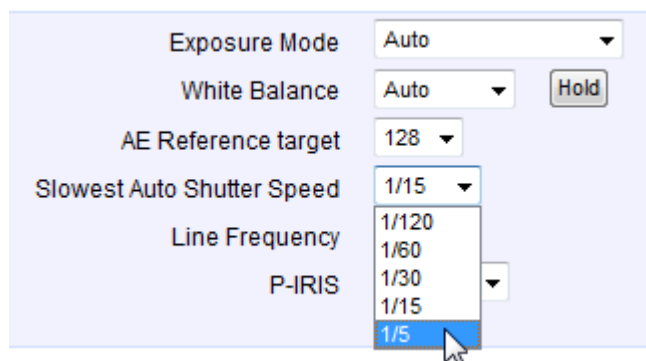 Exposure Mode Auto
White Balance Auto Hold
AE Reference target 128
Slowest Auto Shutter Speed 1/15
1/120
Line Frequency
1/60
P-IRIS 1/30
1/15
1/5